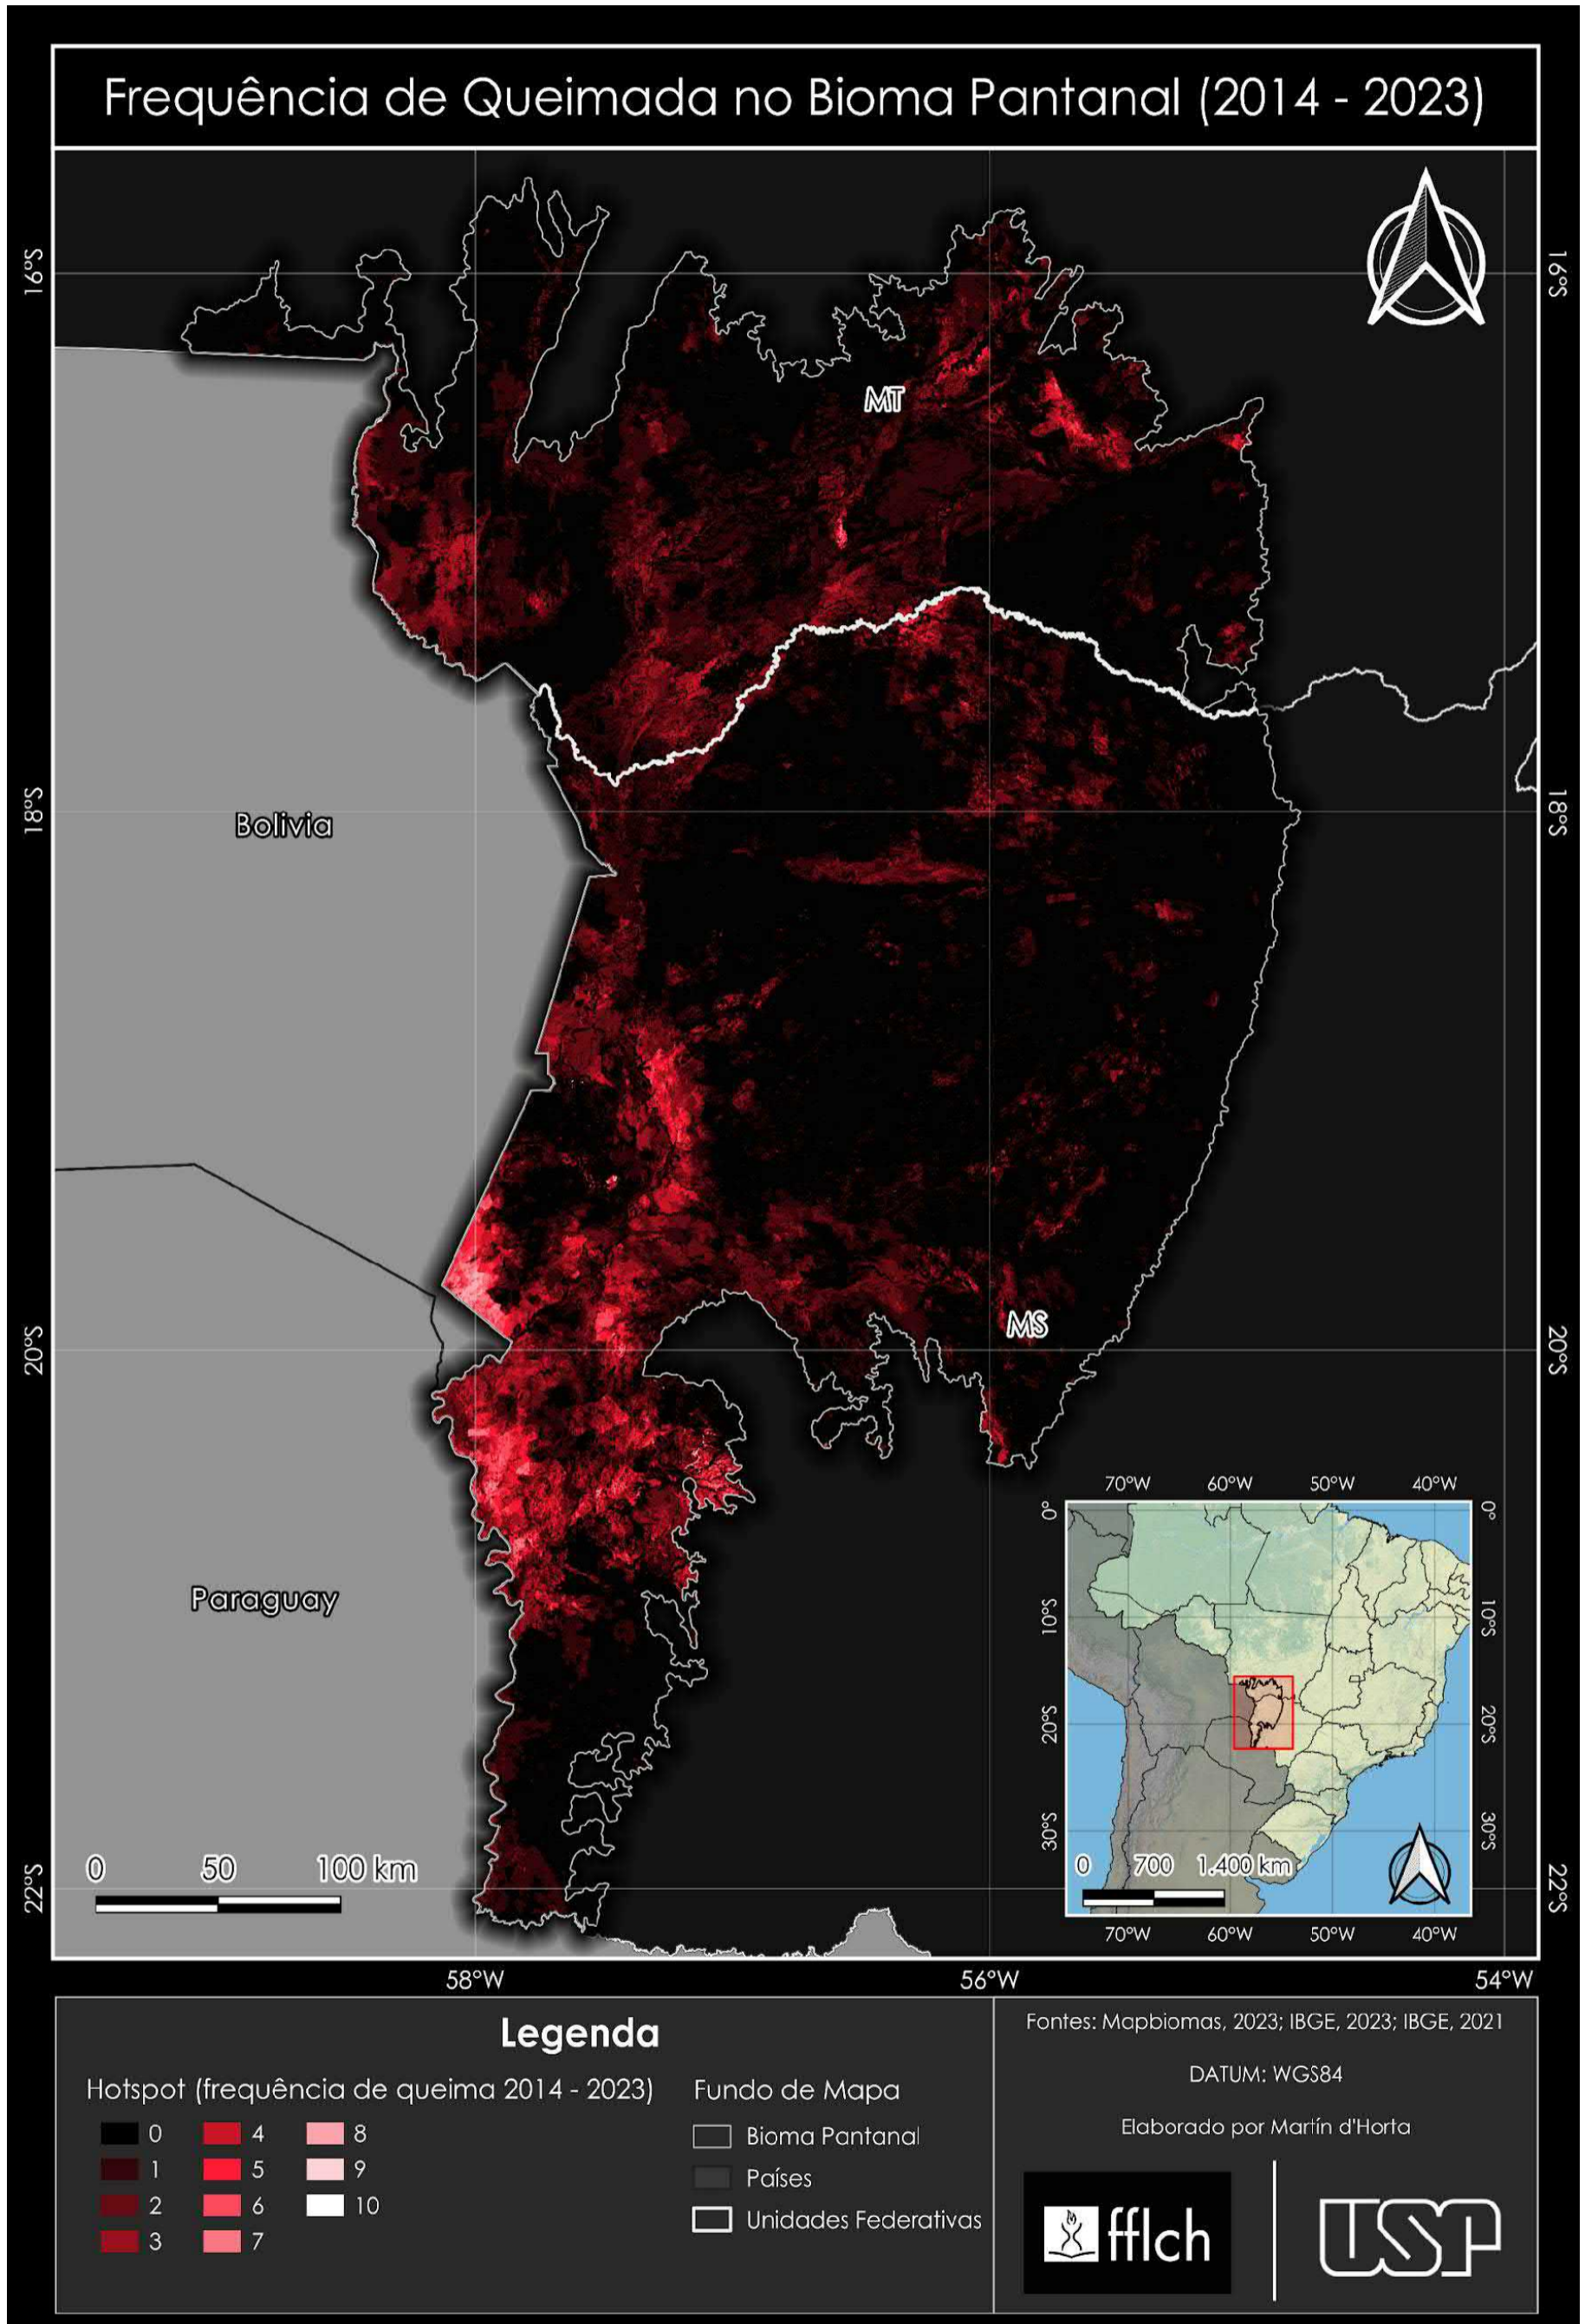 Frequência de Queimada no Bioma Pantanal (2014 - 2023)
16°S
16°S
MT
18°S
18°S
Bolivia
20°S
20°S
MS
Paraguay
22°S
22°S
0 50 100 km
58°W 56°W 54°W
70°W 60°W 50°W 40°W
0° 0°
10°S 10°S
20°S 20°S
30°S 30°S
0 700 1.400 km
70°W 60°W 50°W 40°W
Legenda
Hotspot (frequência de queima 2014 - 2023)
0 4 8
1 5 9
2 6 10
3 7
Fundo de Mapa
Bioma Pantanal
Países
Unidades Federativas
Fontes: Mapbiomas, 2023; IBGE, 2023; IBGE, 2021
DATUM: WGS84
Elaborado por Martín d'Horta
fflch
USP